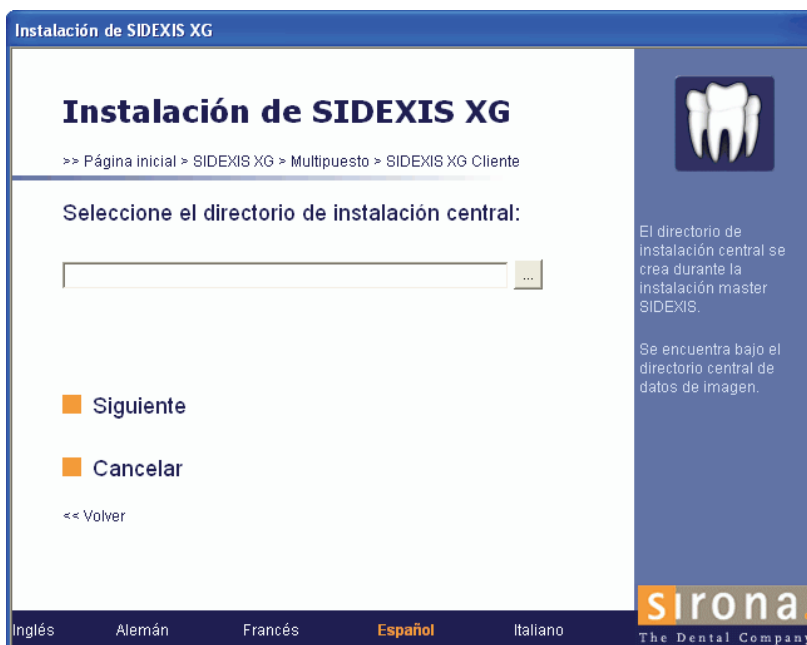 Instalación de SIDEXIS XG
Instalación de SIDEXIS XG
>> Página inicial > SIDEXIS XG > Multipuesto > SIDEXIS XG Cliente
Seleccione el directorio de instalación central:
...
Siguiente
Cancelar
<< Volver
El directorio de
instalación central se
crea durante la
instalación master
SIDEXIS.
Se encuentra bajo el
directorio central de
datos de imagen.
Inglés Alemán Francés Español Italiano
sirona.
The Dental Company